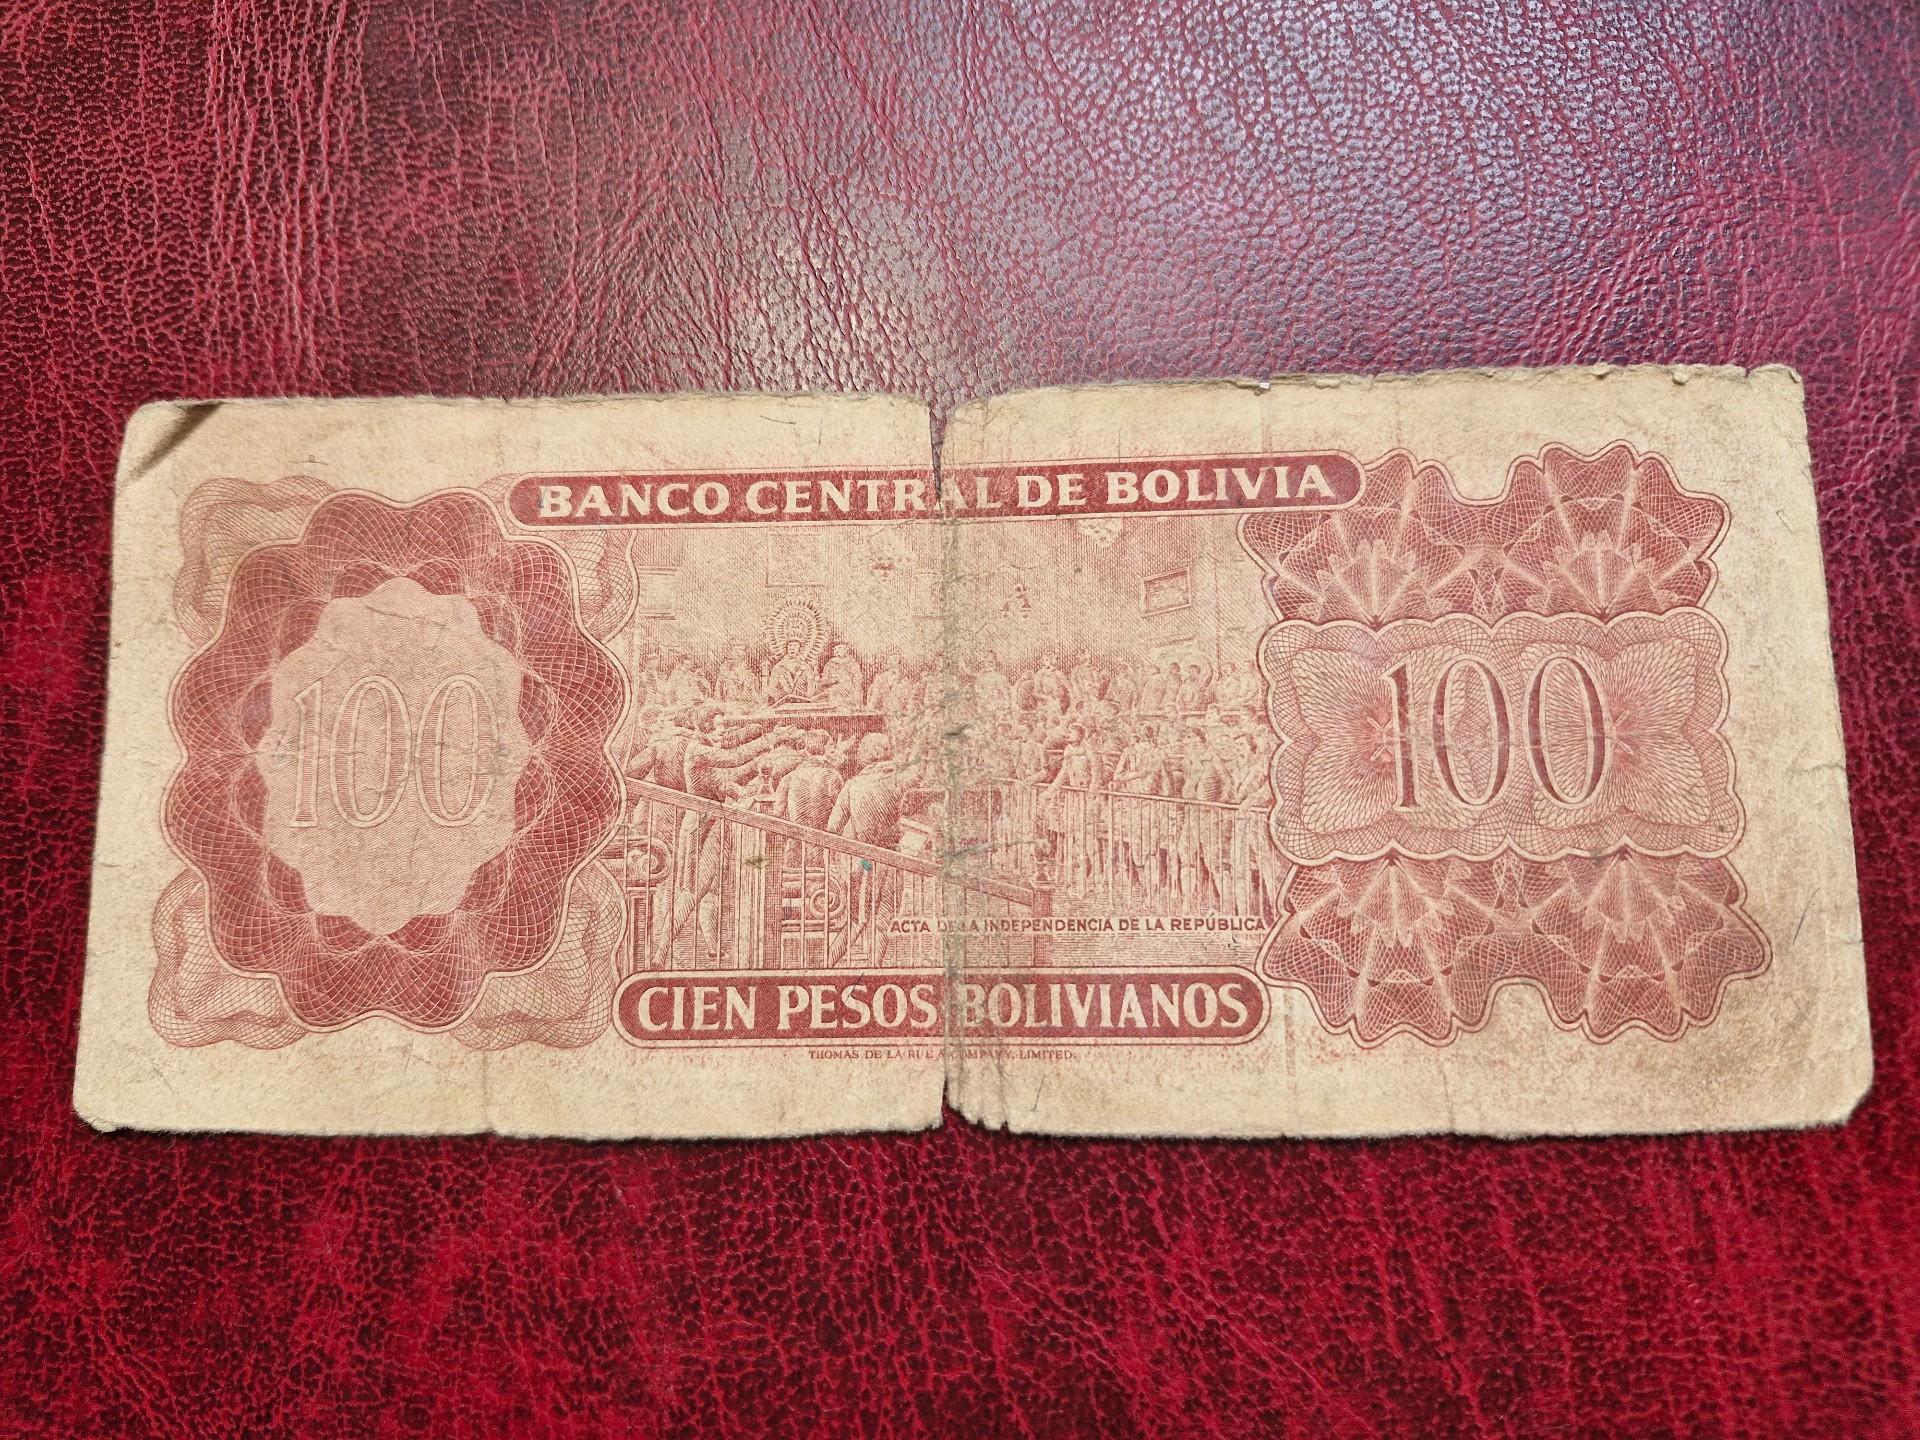 BANCO CENTRAL DE BOLIVIA
100
100
ACTA DE LA INDEPENDENCIA DE LA REPÚBLICA
CIEN PESOS BOLIVIANOS
THOMAS DE LA RUE & COMPANY, LIMITED.